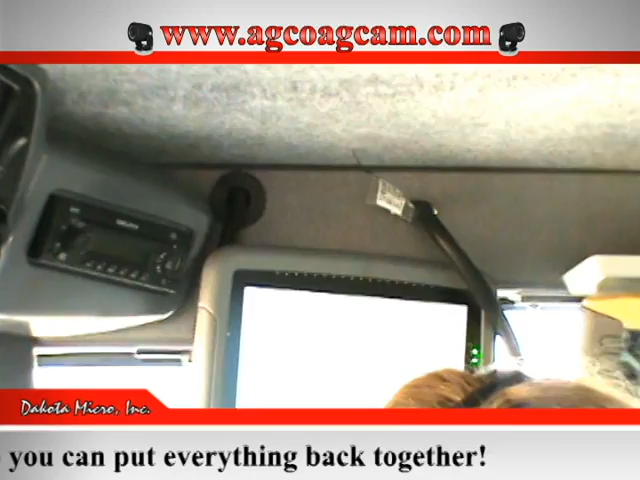 www.agcoagcam.com
Dakota Micro, Inc.
you can put everything back together!